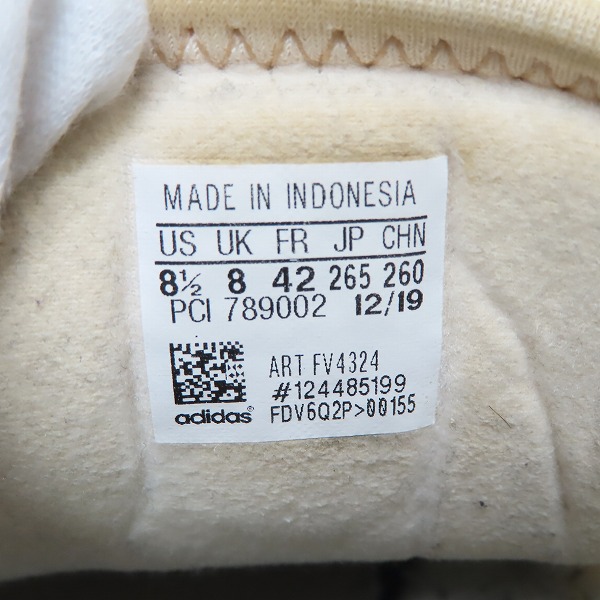 MADE IN INDONESIA
US UK FR JP CHN
8½ 8 42 265 260
PCI 789002 12/19
ART FV4324
#124485199
adidas FDV6Q2P>00155